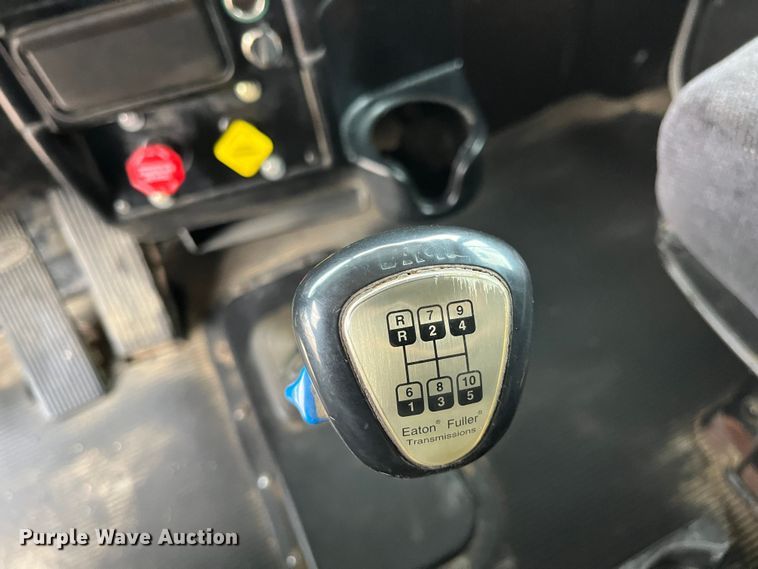 R 7 9
R 2 4
6 8 10
1 3 5
Eaton® Fuller®
Transmissions
Purple Wave Auction